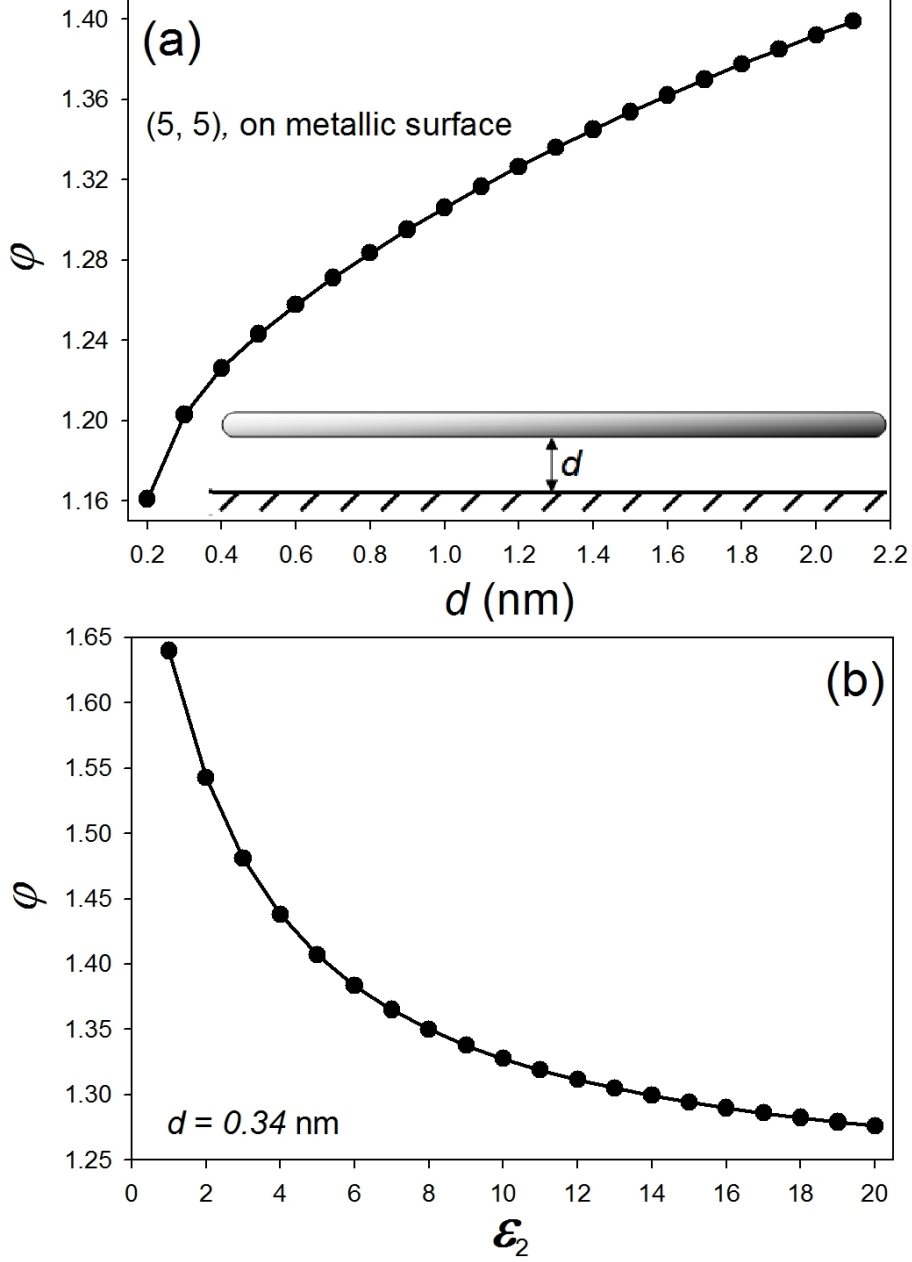 (a)
(5, 5), on metallic surface
φ
1.40
1.36
1.32
1.28
1.24
1.20
1.16
d
0.2 0.4 0.6 0.8 1.0 1.2 1.4 1.6 1.8 2.0 2.2
d (nm)
(b)
φ
1.65
1.60
1.55
1.50
1.45
1.40
1.35
1.30
1.25
d = 0.34 nm
0 2 4 6 8 10 12 14 16 18 20
ε₂